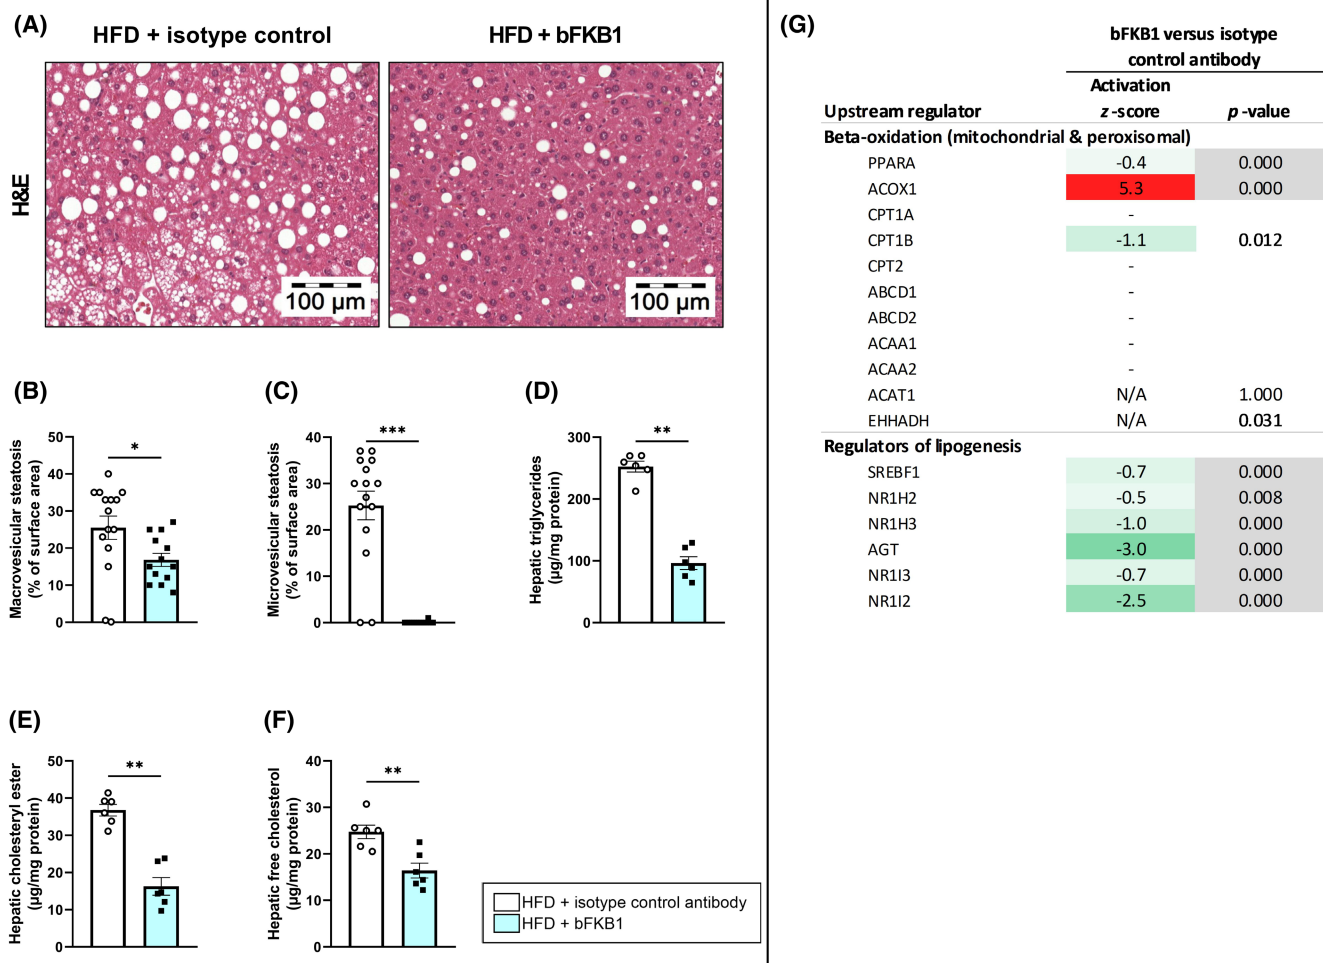 (A)
HFD + isotype control
HFD + bFKB1
H&E
100 µm
100 µm
(B)
Macrovesicular steatosis
(% of surface area)
50
40
30
20
10
0
*
(C)
Microvesicular steatosis
(% of surface area)
40
30
20
10
0
***
(D)
Hepatic triglycerides
(µg/mg protein)
300
200
100
0
**
(E)
Hepatic cholesteryl ester
(µg/mg protein)
50
40
30
20
10
0
**
(F)
Hepatic free cholesterol
(µg/mg protein)
40
30
20
10
0
**
HFD + isotype control antibody
HFD + bFKB1
(G)
bFKB1 versus isotype
control antibody
Activation
Upstream regulator z-score p-value
Beta-oxidation (mitochondrial & peroxisomal)
PPARA -0.4 0.000
ACOX1 5.3 0.000
CPT1A -
CPT1B -1.1 0.012
CPT2 -
ABCD1 -
ABCD2 -
ACAA1 -
ACAA2 -
ACAT1 N/A 1.000
EHHADH N/A 0.031
Regulators of lipogenesis
SREBF1 -0.7 0.000
NR1H2 -0.5 0.008
NR1H3 -1.0 0.000
AGT -3.0 0.000
NR1I3 -0.7 0.000
NR1I2 -2.5 0.000